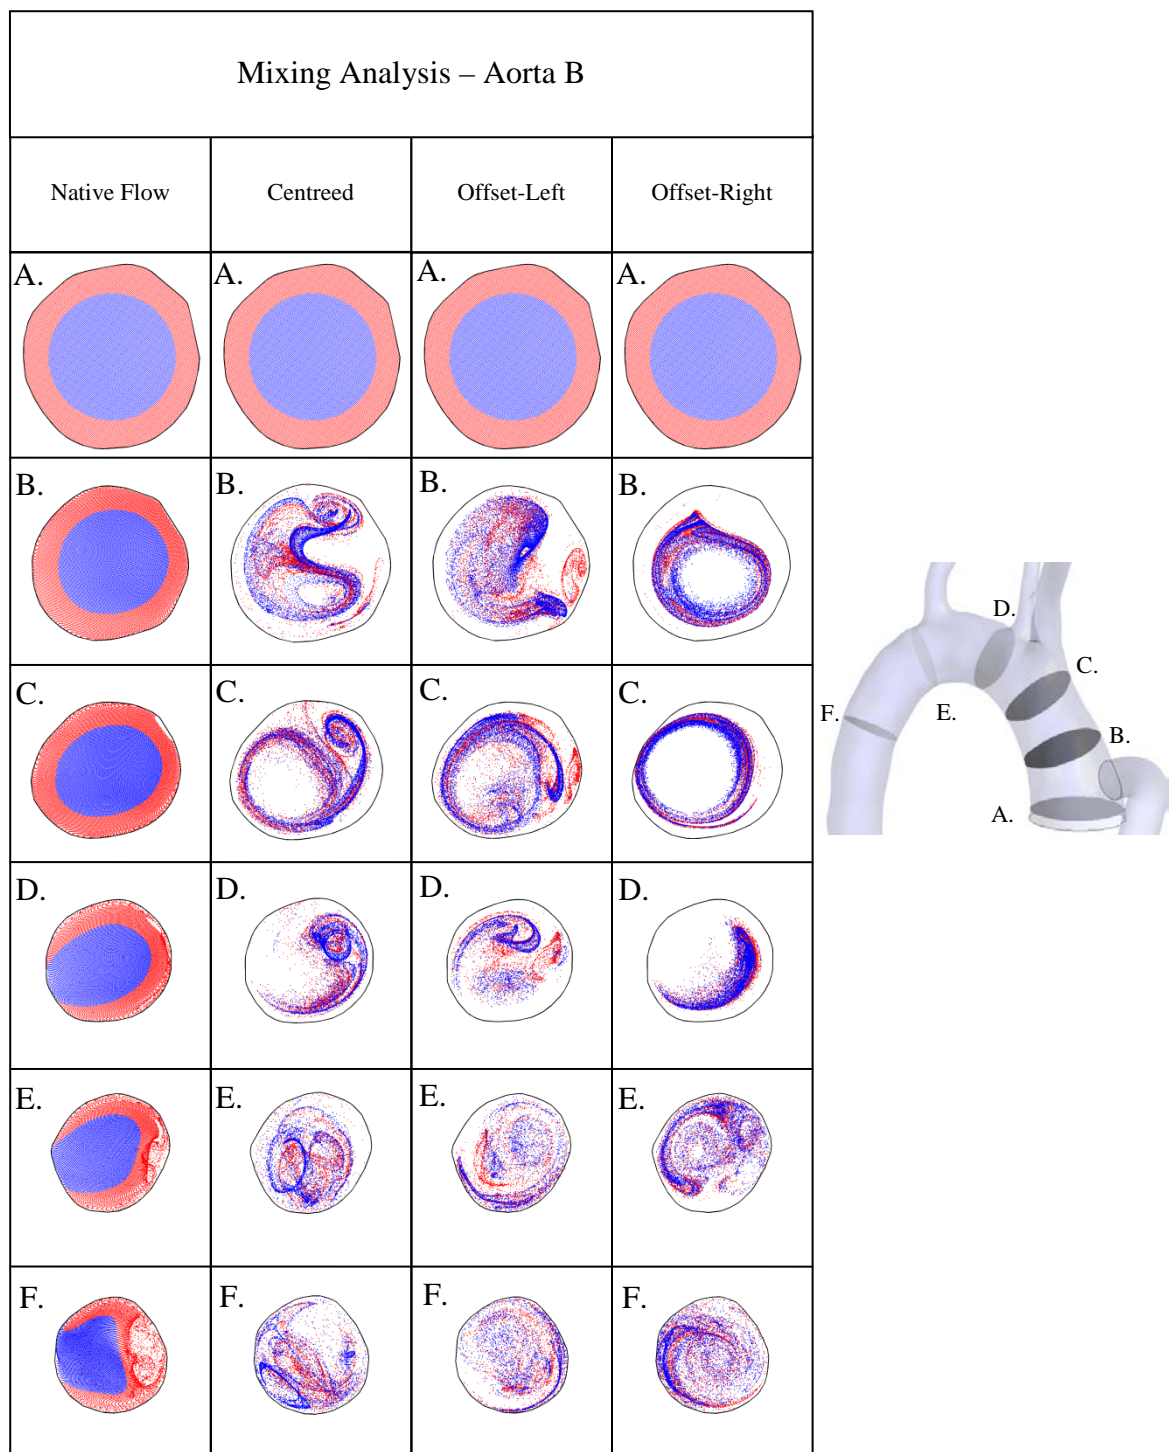 Mixing Analysis – Aorta B
Native Flow
Centreed
Offset-Left
Offset-Right
A.
A.
A.
A.
B.
B.
B.
B.
C.
C.
C.
C.
D.
D.
D.
D.
E.
E.
E.
E.
F.
F.
F.
F.
D.
C.
F.
E.
B.
A.